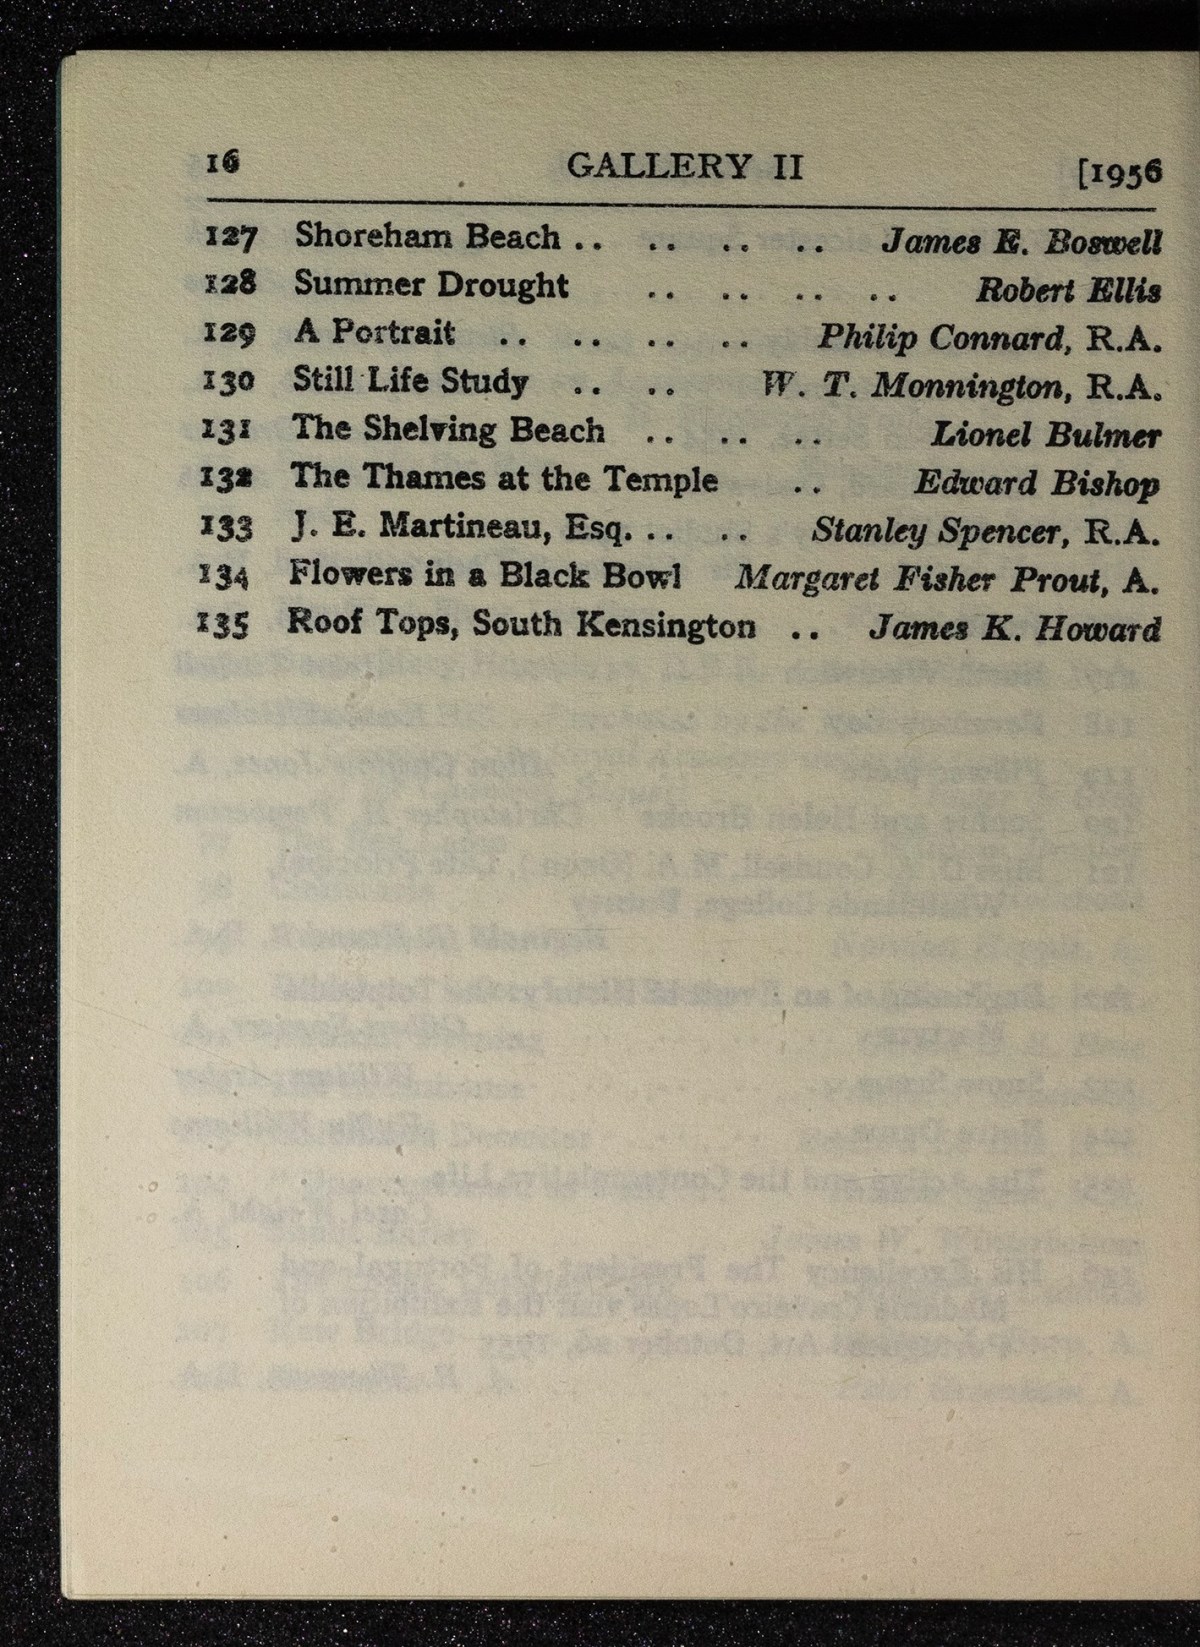 16 GALLERY II [1956
127 Shoreham Beach .. .. .. .. James E. Boswell
128 Summer Drought .. .. .. .. Robert Ellis
129 A Portrait .. .. .. .. Philip Connard, R.A.
130 Still Life Study .. .. W. T. Monnington, R.A.
131 The Shelving Beach .. .. .. Lionel Bulmer
132 The Thames at the Temple .. Edward Bishop
133 J. E. Martineau, Esq. .. .. Stanley Spencer, R.A.
134 Flowers in a Black Bowl Margaret Fisher Prout, A.
135 Roof Tops, South Kensington .. James K. Howard